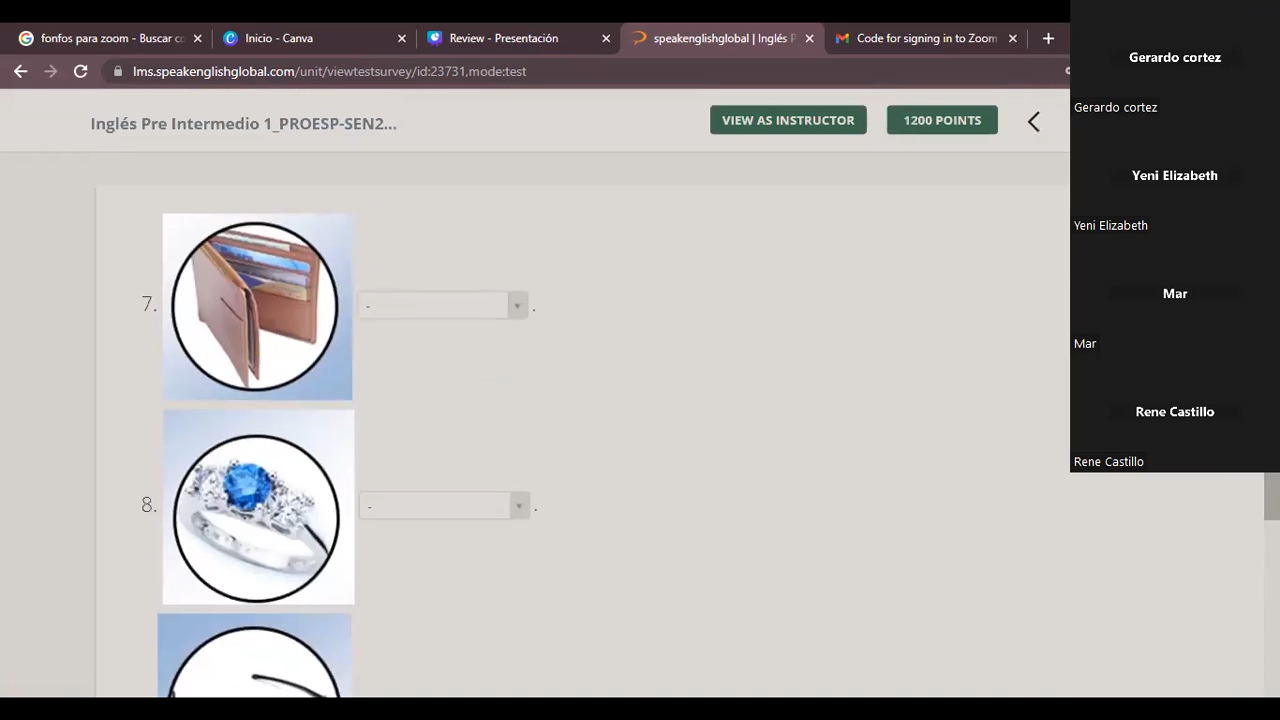 fonfos para zoom - Buscar co
Inicio - Canva
Review - Presentación
speakenglishglobal | Inglés P
Code for signing in to Zoom
lms.speakenglishglobal.com/unit/viewtestsurvey/id:23731,mode:test
Inglés Pre Intermedio 1_PROESP-SEN2...
VIEW AS INSTRUCTOR
1200 POINTS
7. - .
8. - .
Gerardo cortez
Gerardo cortez
Yeni Elizabeth
Yeni Elizabeth
Mar
Mar
Rene Castillo
Rene Castillo